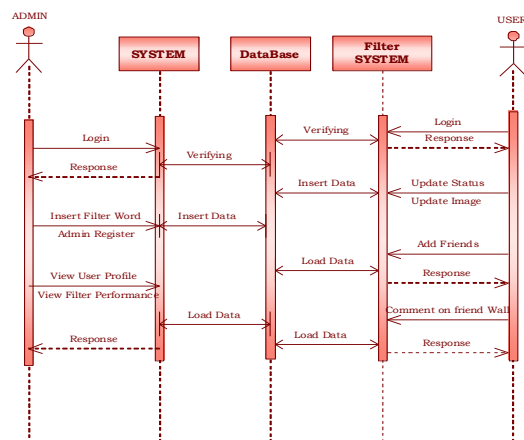 ADMIN
USER
SYSTEM
DataBase
Filter
SYSTEM
Login
Verifying
Login
Response
Response
Verifying
Insert Data
Update Status
Update Image
Insert Filter Word
Insert Data
Admin Register
Add Friends
Load Data
View User Profile
Response
View Filter Performance
Load Data
Comment on friend Wall
Response
Load Data
Response